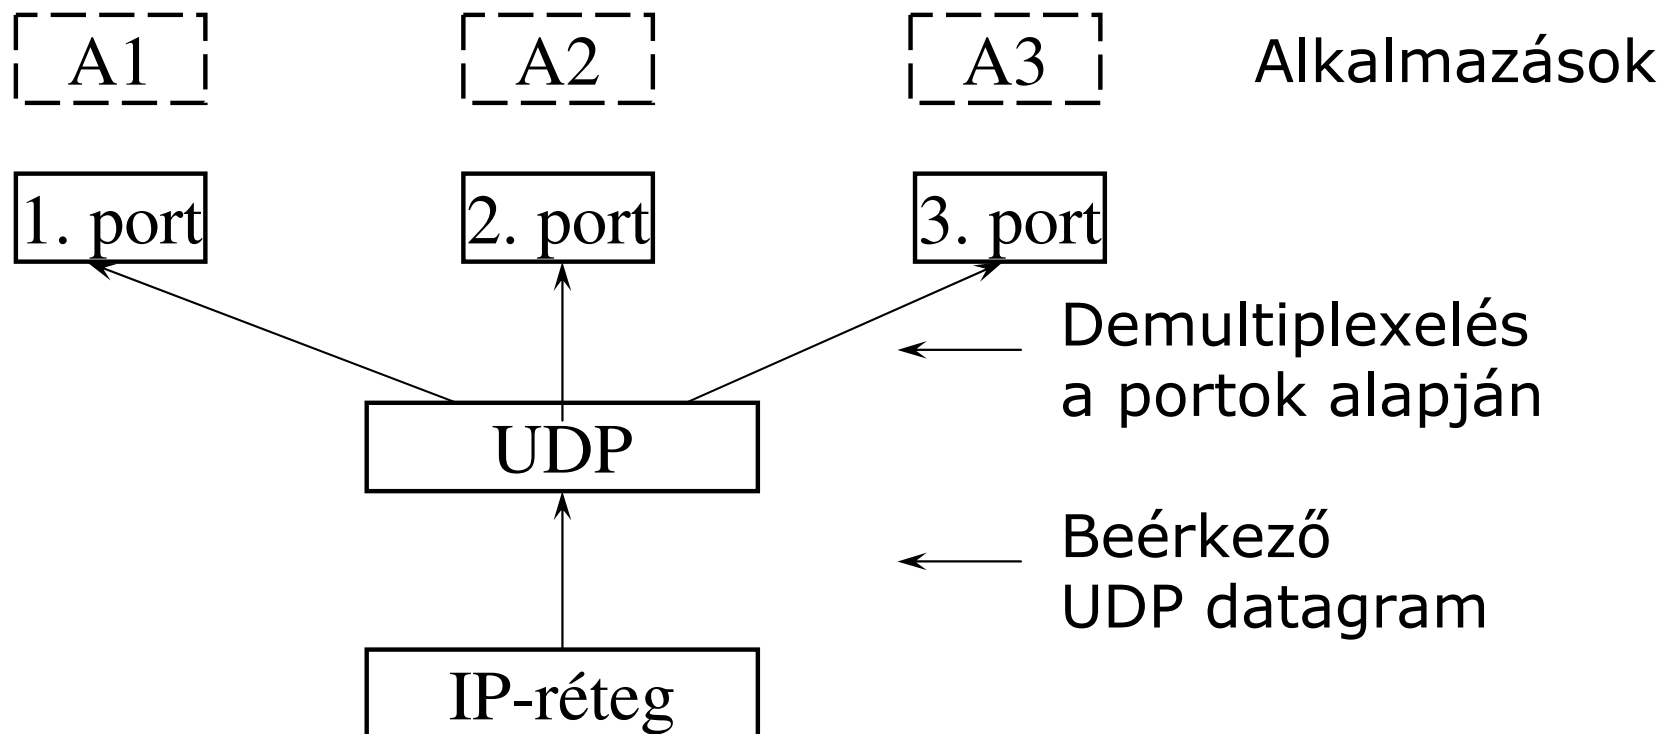 A1 A2 A3 Alkalmazások
1. port 2. port 3. port
Demultiplexelés
a portok alapján
UDP
Beérkező
UDP datagram
IP-réteg